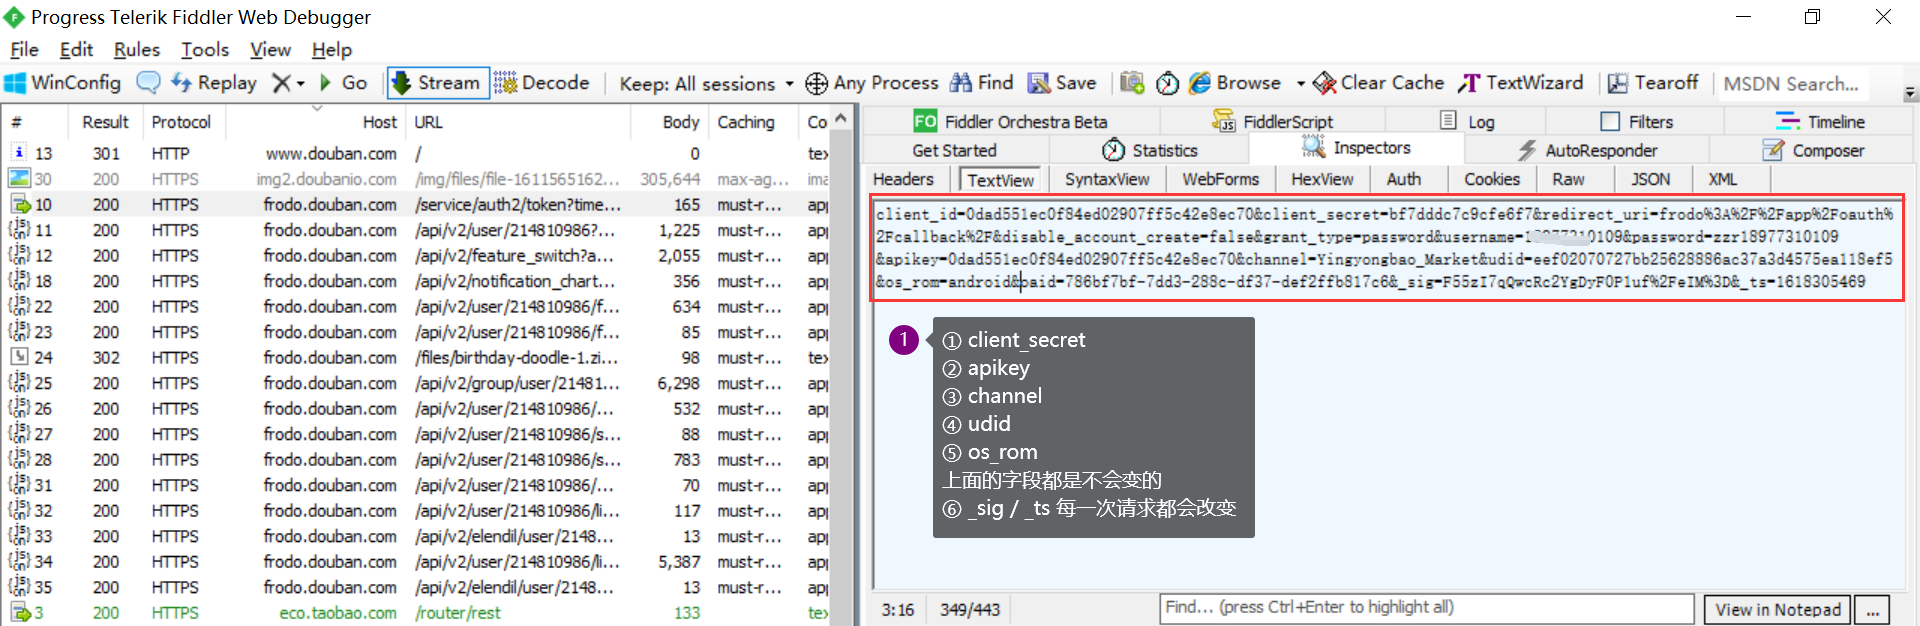 Progress Telerik Fiddler Web Debugger
File Edit Rules Tools View Help
WinConfig Replay Go Stream Decode Keep: All sessions Any Process Find Save Browse Clear Cache TextWizard Tearoff MSDN Search...
# Result Protocol Host URL Body Caching Co
13 301 HTTP www.douban.com / 0 tex
30 200 HTTPS img2.doubanio.com /img/files/file-1611565162... 305,644 max-ag... ima
10 200 HTTPS frodo.douban.com /service/auth2/token?time... 165 must-r... app
11 200 HTTPS frodo.douban.com /api/v2/user/214810986?... 1,225 must-r... app
12 200 HTTPS frodo.douban.com /api/v2/feature_switch?a... 2,055 must-r... app
18 200 HTTPS frodo.douban.com /api/v2/notification_chart... 356 must-r... app
22 200 HTTPS frodo.douban.com /api/v2/user/214810986/f... 634 must-r... app
23 200 HTTPS frodo.douban.com /api/v2/user/214810986/f... 85 must-r... app
24 302 HTTPS frodo.douban.com /files/birthday-doodle-1.zi... 98 must-r... tex
25 200 HTTPS frodo.douban.com /api/v2/group/user/21481... 6,298 must-r... app
26 200 HTTPS frodo.douban.com /api/v2/user/214810986/... 532 must-r... app
27 200 HTTPS frodo.douban.com /api/v2/user/214810986/s... 88 must-r... app
28 200 HTTPS frodo.douban.com /api/v2/user/214810986/s... 783 must-r... app
31 200 HTTPS frodo.douban.com /api/v2/user/214810986/... 70 must-r... app
32 200 HTTPS frodo.douban.com /api/v2/user/214810986/li... 117 must-r... app
33 200 HTTPS frodo.douban.com /api/v2/elendil/user/2148... 13 must-r... app
34 200 HTTPS frodo.douban.com /api/v2/user/214810986/li... 5,387 must-r... app
35 200 HTTPS frodo.douban.com /api/v2/elendil/user/2148... 13 must-r... app
3 200 HTTPS eco.taobao.com /router/rest 133 tex
FO Fiddler Orchestra Beta FiddlerScript Log Filters Timeline
Get Started Statistics Inspectors AutoResponder Composer
Headers TextView SyntaxView WebForms HexView Auth Cookies Raw JSON XML
client_id=0dad551ec0f84ed02907ff5c42e8ec70&client_secret=bf7dddc7c9cfe6f7&redirect_uri=frodo%3A%2F%2Fapp%2Foauth%
2Fcallback%2F&disable_account_create=false&grant_type=password&username=&password=zzr18977310109
&apikey=0dad551ec0f84ed02907ff5c42e8ec70&channel=Yingyongbao_Market&udid=eef02070727bb25628886ac37a3d4575ea118ef5
&os_rom=android&oaid=786bf7bf-7dd3-288c-df37-def2ffb817c6&_sig=F55zI7qQwcRc2YgDyF0P1uf%2FeIM%3D&_ts=1618305469
1
① client_secret
② apikey
③ channel
④ udid
⑤ os_rom
上面的字段都是不会变的
⑥ _sig / _ts 每一次请求都会改变
3:16 349/443 Find... (press Ctrl+Enter to highlight all) View in Notepad ...